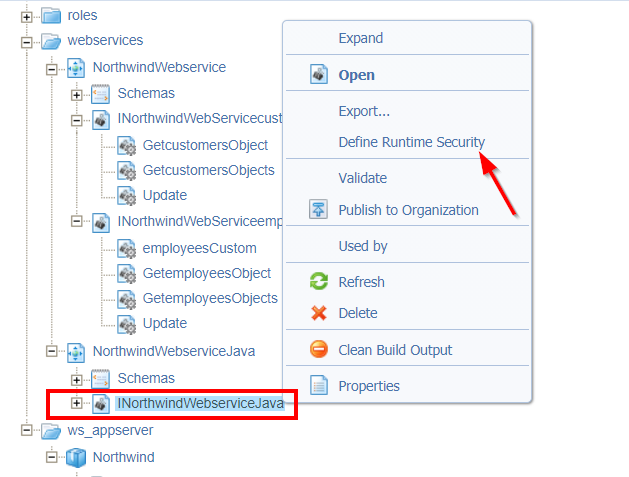 roles
webservices
NorthwindWebservice
Schemas
INorthwindWebServicecust
GetcustomersObject
GetcustomersObjects
Update
INorthwindWebServiceemp
employeesCustom
GetemployeesObject
GetemployeesObjects
Update
NorthwindWebserviceJava
Schemas
INorthwindWebserviceJava
ws_appserver
Northwind
Expand
Open
Export...
Define Runtime Security
Validate
Publish to Organization
Used by
Refresh
Delete
Clean Build Output
Properties